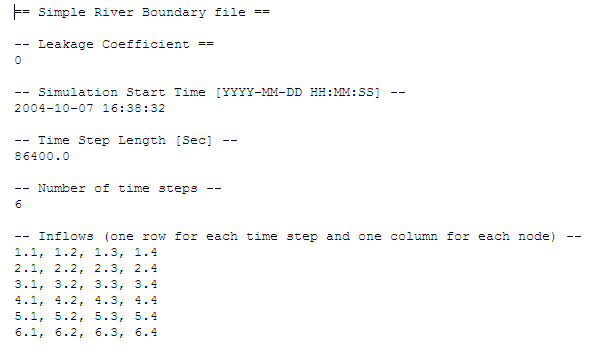 == Simple River Boundary file ==
-- Leakage Coefficient ==
0
-- Simulation Start Time [YYYY-MM-DD HH:MM:SS] --
2004-10-07 16:38:32
-- Time Step Length [Sec] --
86400.0
-- Number of time steps --
6
-- Inflows (one row for each time step and one column for each node) --
1.1, 1.2, 1.3, 1.4
2.1, 2.2, 2.3, 2.4
3.1, 3.2, 3.3, 3.4
4.1, 4.2, 4.3, 4.4
5.1, 5.2, 5.3, 5.4
6.1, 6.2, 6.3, 6.4